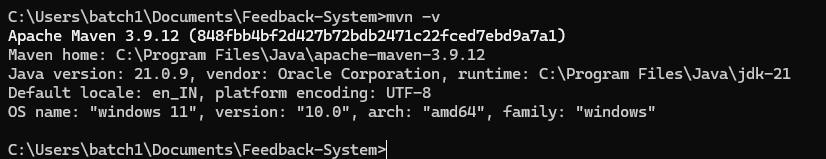 C:\Users\batch1\Documents\Feedback-System>mvn -v
Apache Maven 3.9.12 (848fbb4bf2d427b72bdb2471c22fced7ebd9a7a1)
Maven home: C:\Program Files\Java\apache-maven-3.9.12
Java version: 21.0.9, vendor: Oracle Corporation, runtime: C:\Program Files\Java\jdk-21
Default locale: en_IN, platform encoding: UTF-8
OS name: "windows 11", version: "10.0", arch: "amd64", family: "windows"
C:\Users\batch1\Documents\Feedback-System>